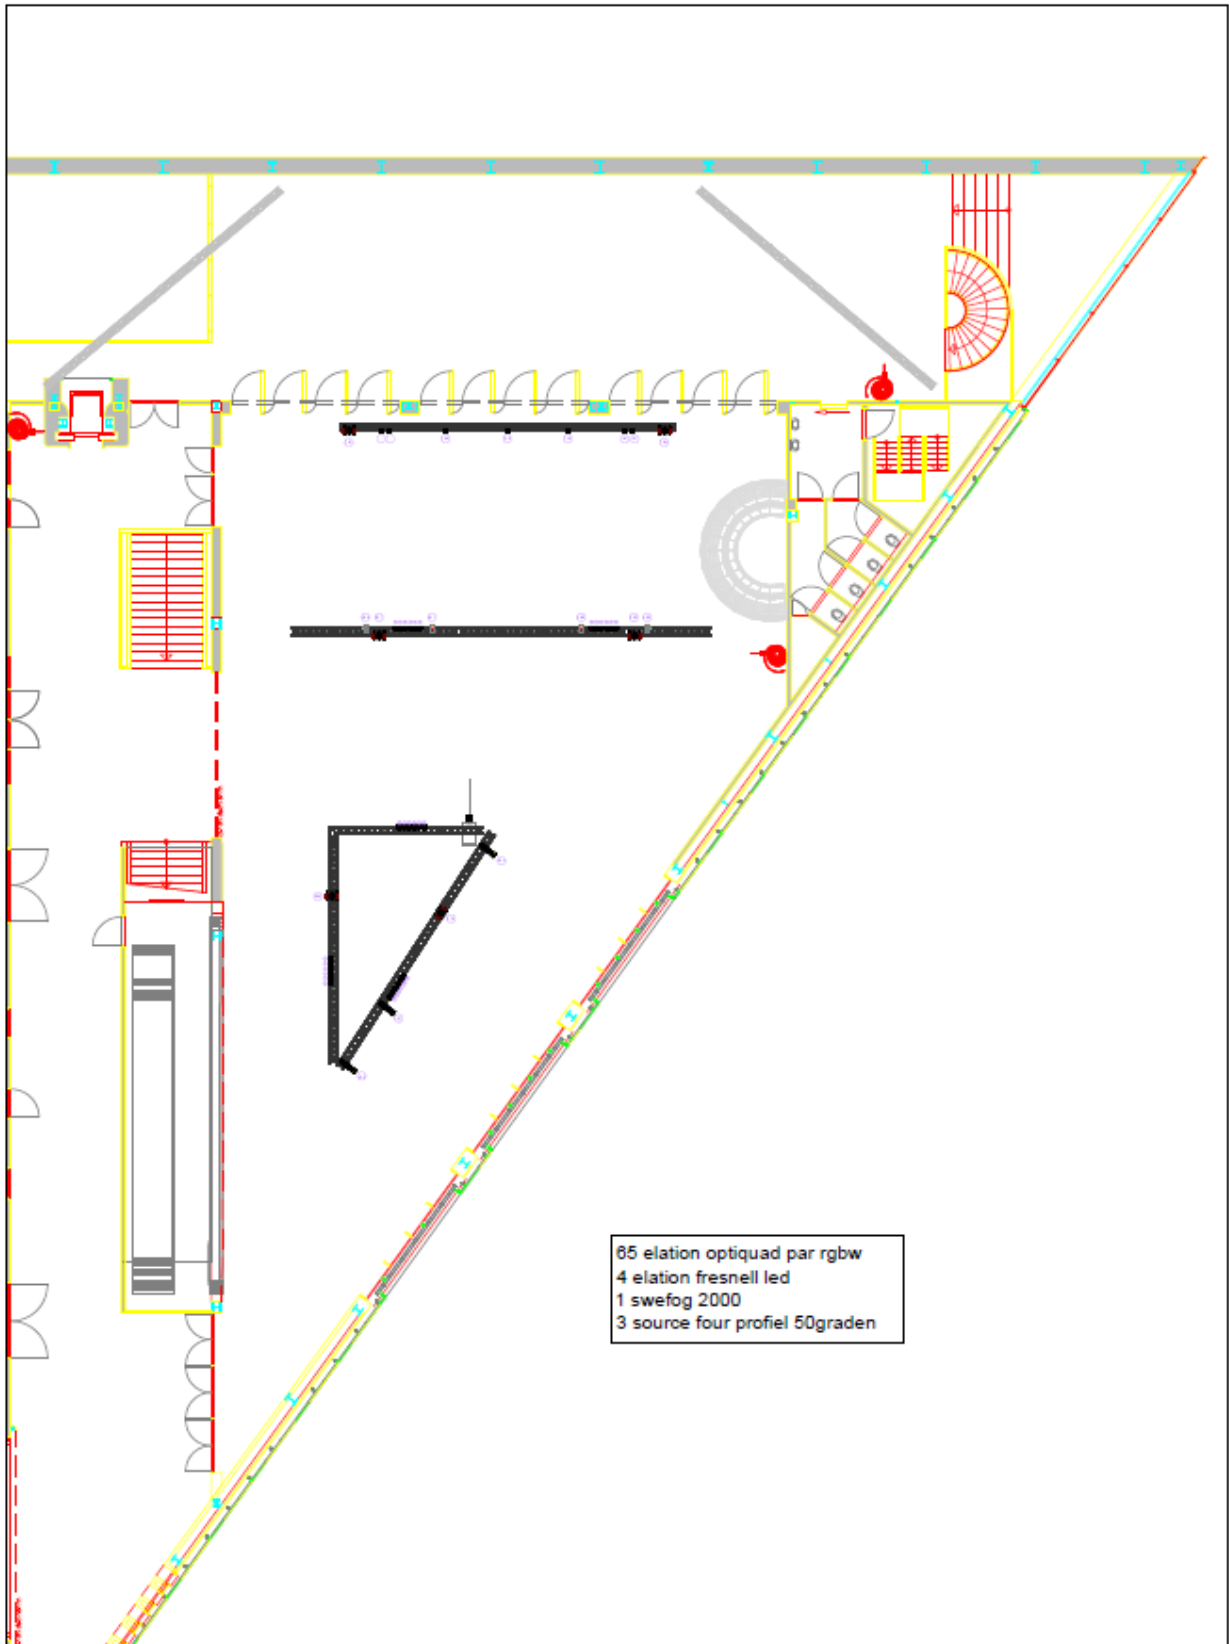 65 elation optiquad par rgbw
4 elation fresnell led
1 swefog 2000
3 source four profiel 50graden